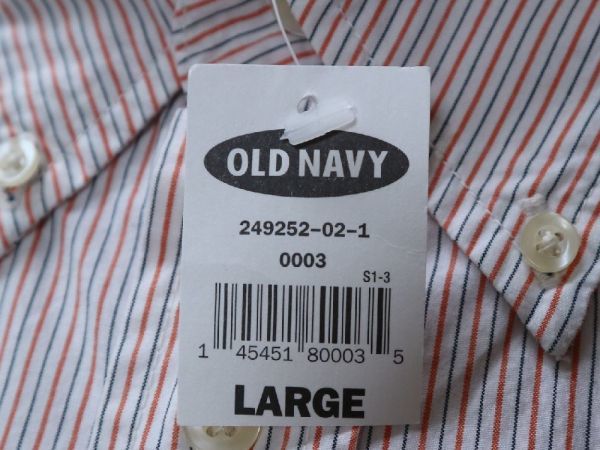 OLD NAVY
249252-02-1
0003
S1-3
1 45451 80003 5
LARGE